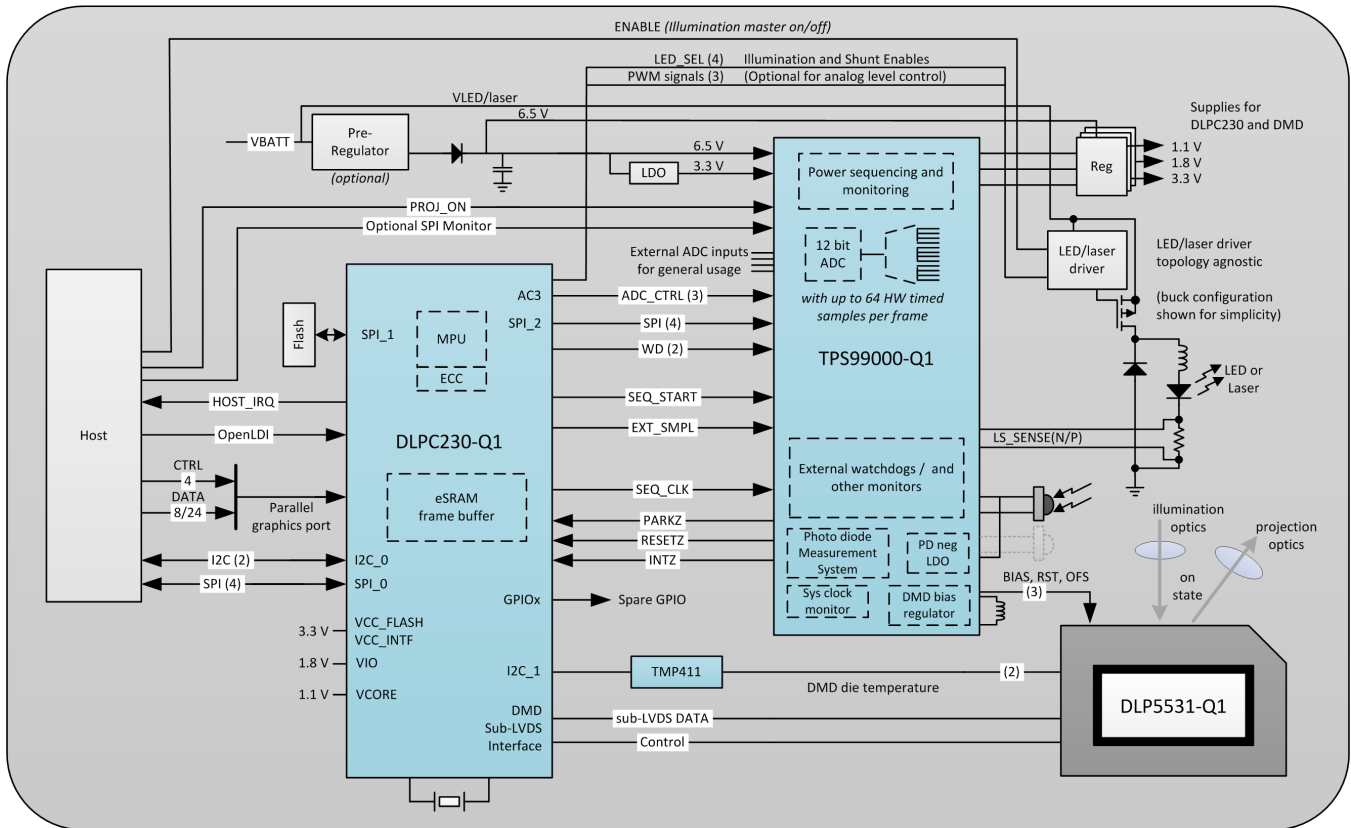 ENABLE (Illumination master on/off)
LED_SEL (4) Illumination and Shunt Enables
PWM signals (3) (Optional for analog level control)
VLED/laser
6.5 V
VBATT
Pre-
Regulator
(optional)
6.5 V
LDO
3.3 V
Power sequencing and
monitoring
Reg
Supplies for
DLPC230 and DMD
1.1 V
1.8 V
3.3 V
PROJ_ON
Optional SPI Monitor
External ADC inputs
for general usage
12 bit
ADC
with up to 64 HW timed
samples per frame
TPS99000-Q1
LED/laser
driver
LED/laser driver
topology agnostic
(buck configuration
shown for simplicity)
LED or
Laser
LS_SENSE(N/P)
Host
Flash
SPI_1
MPU
ECC
AC3
SPI_2
ADC_CTRL (3)
SPI (4)
WD (2)
HOST_IRQ
OpenLDI
DLPC230-Q1
SEQ_START
EXT_SMPL
CTRL
4
DATA
8/24
Parallel
graphics port
eSRAM
frame buffer
SEQ_CLK
PARKZ
RESETZ
INTZ
External watchdogs / and
other monitors
Photo diode
Measurement
System
PD neg
LDO
Sys clock
monitor
DMD bias
regulator
I2C (2)
I2C_0
SPI (4)
SPI_0
GPIOx
Spare GPIO
3.3 V
VCC_FLASH
VCC_INTF
1.8 V
VIO
1.1 V
VCORE
I2C_1
TMP411
DMD die temperature
(2)
DMD
Sub-LVDS
Interface
sub-LVDS DATA
Control
BIAS, RST, OFS
(3)
illumination
optics
projection
optics
on
state
DLP5531-Q1